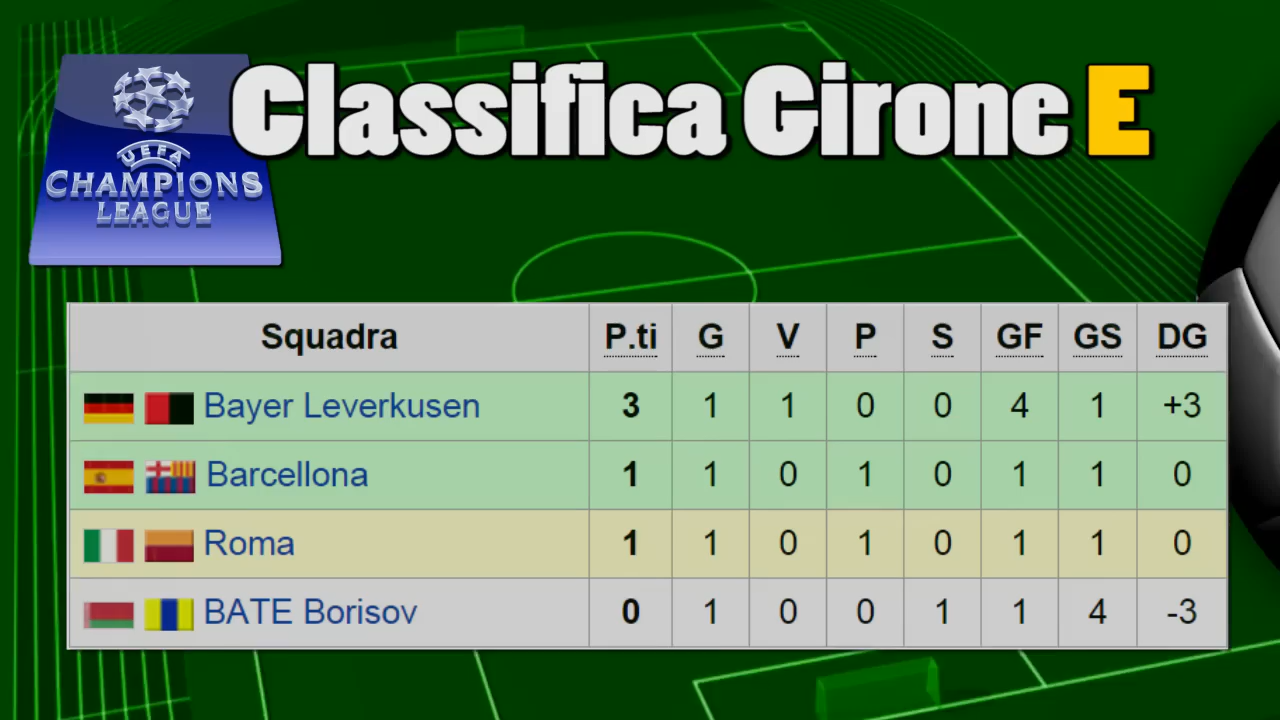 UEFA
CHAMPIONS
LEAGUE
Classifica Girone E
Squadra P.ti G V P S GF GS DG
Bayer Leverkusen 3 1 1 0 0 4 1 +3
Barcellona 1 1 0 1 0 1 1 0
Roma 1 1 0 1 0 1 1 0
BATE Borisov 0 1 0 0 1 1 4 -3